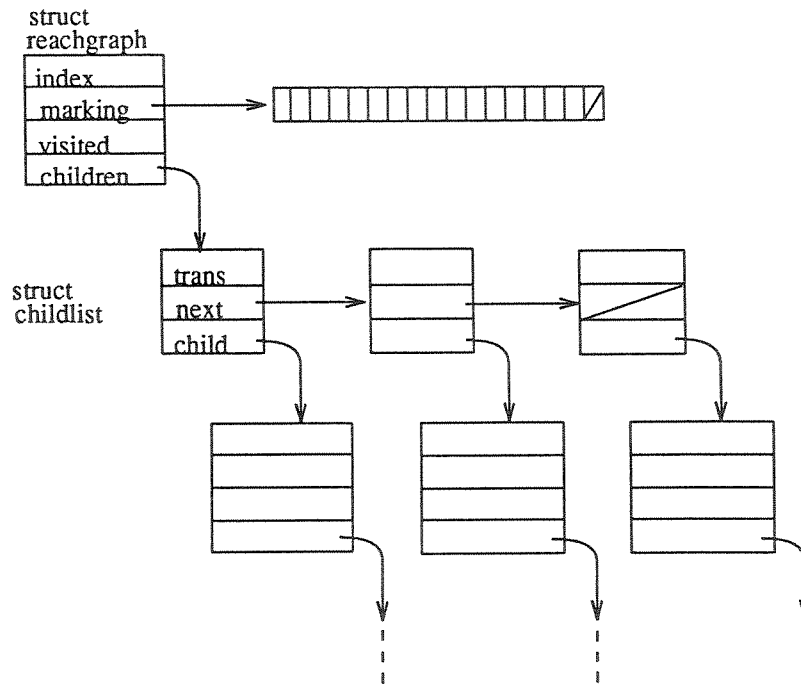 struct
reachgraph
index
marking
visited
children
struct
childlist
trans
next
child